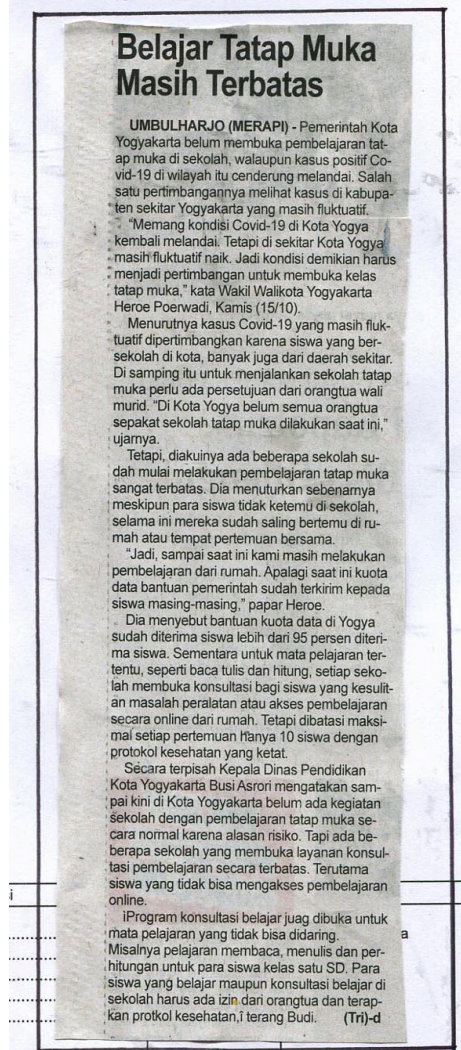 Belajar Tatap Muka
Masih Terbatas
UMBULHARJO (MERAPI) - Pemerintah Kota
Yogyakarta belum membuka pembelajaran tat-
ap muka di sekolah, walaupun kasus positif Co-
vid-19 di wilayah itu cenderung melandai. Salah
satu pertimbangannya melihat kasus di kabupa-
ten sekitar Yogyakarta yang masih fluktuatif.
"Memang kondisi Covid-19 di Kota Yogya
kembali melandai. Tetapi di sekitar Kota Yogya
masih fluktuatif naik. Jadi kondisi demikian harus
menjadi pertimbangan untuk membuka kelas
tatap muka," kata Wakil Walikota Yogyakarta
Heroe Poerwadi, Kamis (15/10).
Menurutnya kasus Covid-19 yang masih fluk-
tuatif dipertimbangkan karena siswa yang ber-
sekolah di kota, banyak juga dari daerah sekitar.
Di samping itu untuk menjalankan sekolah tatap
muka perlu ada persetujuan dari orangtua wali
murid. "Di Kota Yogya belum semua orangtua
sepakat sekolah tatap muka dilakukan saat ini,"
ujarnya.
Tetapi, diakuinya ada beberapa sekolah su-
dah mulai melakukan pembelajaran tatap muka
sangat terbatas. Dia menuturkan sebenarnya
meskipun para siswa tidak ketemu di sekolah,
selama ini mereka sudah saling bertemu di ru-
mah atau tempat pertemuan bersama.
"Jadi, sampai saat ini kami masih melakukan
pembelajaran dari rumah. Apalagi saat ini kuota
data bantuan pemerintah sudah terkirim kepada
siswa masing-masing," papar Heroe.
Dia menyebut bantuan kuota data di Yogya
sudah diterima siswa lebih dari 95 persen diteri-
ma siswa. Sementara untuk mata pelajaran ter-
tentu, seperti baca tulis dan hitung, setiap seko-
lah membuka konsultasi bagi siswa yang kesulit-
an masalah peralatan atau akses pembelajaran
secara online dari rumah. Tetapi dibatasi maksi-
mal setiap pertemuan hanya 10 siswa dengan
protokol kesehatan yang ketat.
Secara terpisah Kepala Dinas Pendidikan
Kota Yogyakarta Busi Asrori mengatakan sam-
pai kini di Kota Yogyakarta belum ada kegiatan
sekolah dengan pembelajaran tatap muka se-
cara normal karena alasan risiko. Tapi ada be-
berapa sekolah yang membuka layanan konsul-
tasi pembelajaran secara terbatas. Terutama
siswa yang tidak bisa mengakses pembelajaran
online.
iProgram konsultasi belajar juag dibuka untuk
mata pelajaran yang tidak bisa didaring.
Misalnya pelajaran membaca, menulis dan per-
hitungan untuk para siswa kelas satu SD. Para
siswa yang belajar maupun konsultasi belajar di
sekolah harus ada izin dari orangtua dan terap-
kan protkol kesehatan,î terang Budi. (Tri)-d